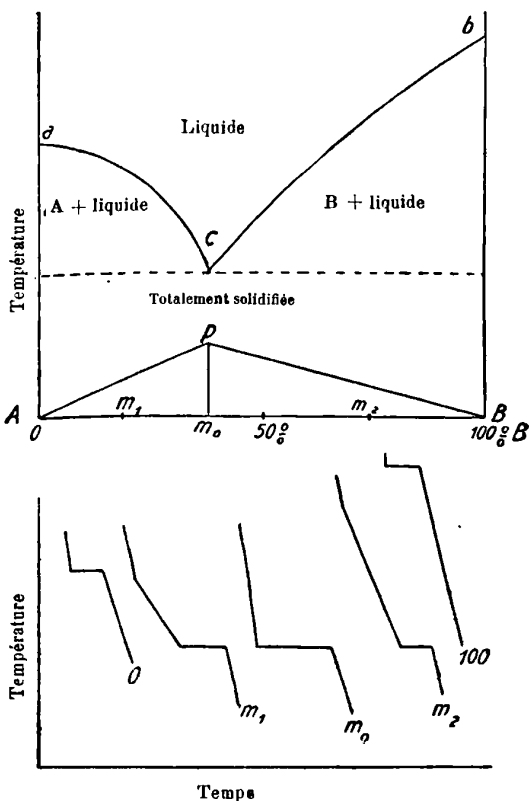 b
a
Liquide
A + liquide
B + liquide
C
Température
Totalement solidifiée
p
A
m₁
m₂
B
0
m₀
50%
100% B
Température
0
m₁
m₀
m₂
100
Temps